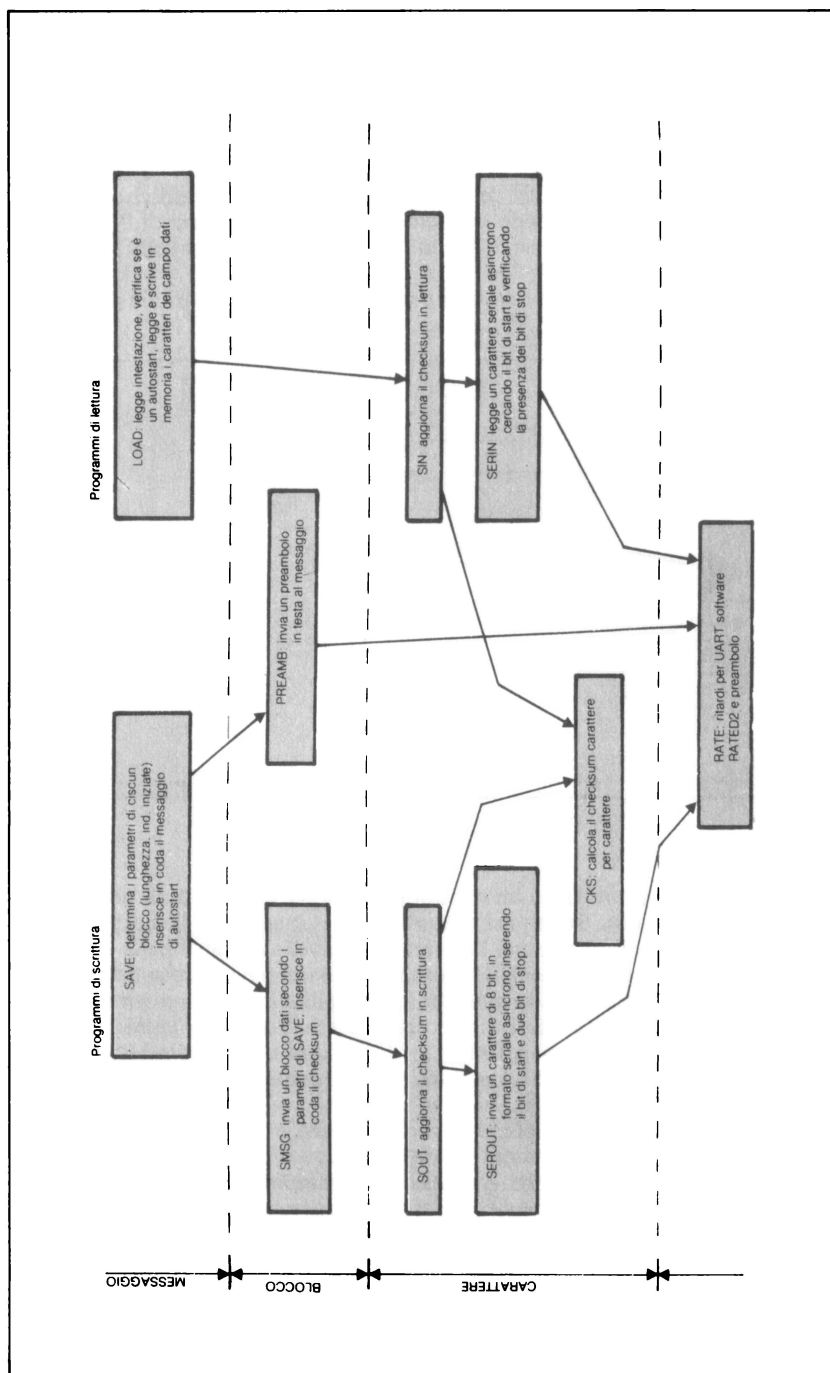 Programmi di scrittura
Programmi di lettura
MESSAGGIO
SAVE: determina i parametri di ciscun
blocco (lunghezza, ind. iniziate)
inserisce in coda il messaggio
di autostart
LOAD: legge intestazione, verifica se è
un autostart, legge e scrive in
memoria i caratteri del campo dati
BLOCCO
SMSG invia un blocco dati secondo i
parametri di SAVE, inserisce in
coda il checksum
PREAMB invia un preambolo
in testa al messaggio
CARATTERE
SOUT aggiorna il checksum in scrittura
SIN aggiorna il checksum in lettura
SEROUT: invia un carattere di 8 bit, in
formato seriale asincrono,inserendo
il bit di start e due bit di stop.
SERIN legge un carattere seriale asincrono
cercando il bit di start e verificando
la presenza dei bit di stop
CKS: calcola il checksum carattere
per carattere
RATE: ritardi per UART software
RATED2 e preambolo